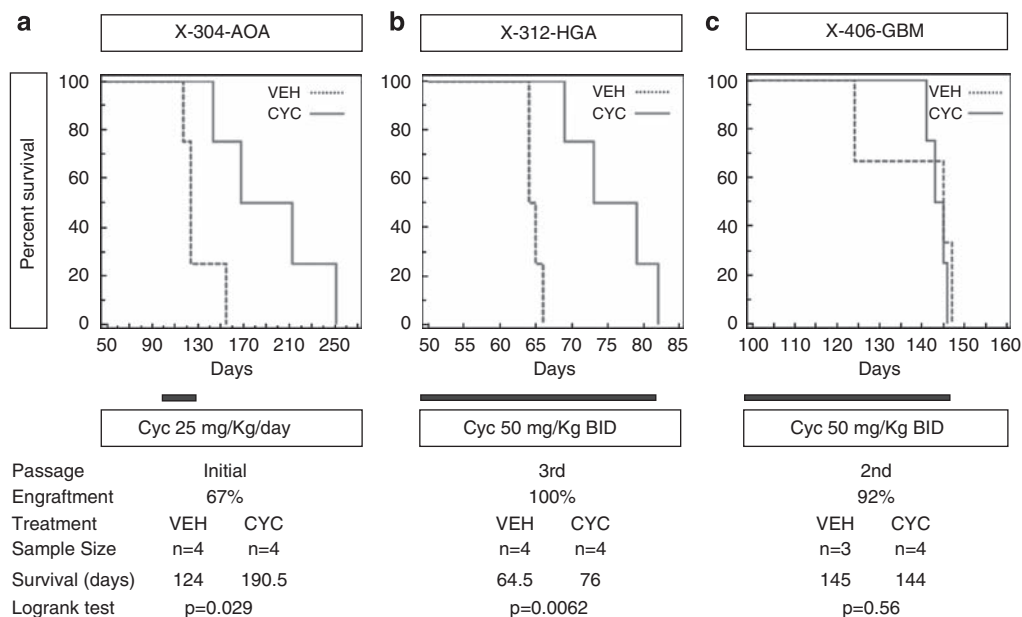 a X-304-AOA b X-312-HGA c X-406-GBM
Percent survival
100
80
60
40
20
0
VEH
CYC
50 90 130 170 210 250
Days
100
80
60
40
20
0
VEH
CYC
50 55 60 65 70 75 80 85
Days
100
80
60
40
20
0
VEH
CYC
100 110 120 130 140 150 160
Days
Cyc 25 mg/Kg/day Cyc 50 mg/Kg BID Cyc 50 mg/Kg BID
Passage Initial 3rd 2nd
Engraftment 67% 100% 92%
Treatment VEH CYC VEH CYC VEH CYC
Sample Size n=4 n=4 n=4 n=4 n=3 n=4
Survival (days) 124 190.5 64.5 76 145 144
Logrank test p=0.029 p=0.0062 p=0.56